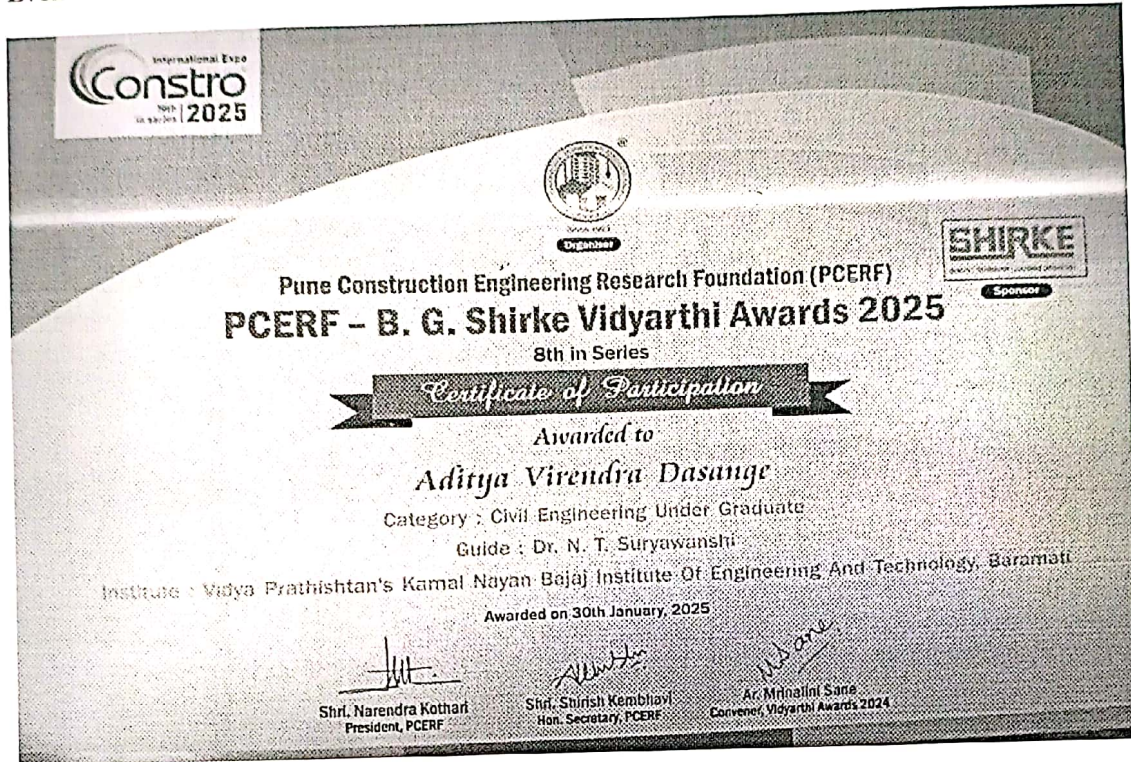 International Expo
Constro
19th
in series | 2025
Organiser
SHIRKE
Sponsor
Pune Construction Engineering Research Foundation (PCERF)
PCERF – B. G. Shirke Vidyarthi Awards 2025
8th in Series
Certificate of Participation
Awarded to
Aditya Virendra Dasange
Category : Civil Engineering Under Graduate
Guide : Dr. N. T. Suryawanshi
Institute : Vidya Prathishtan's Kamal Nayan Bajaj Institute Of Engineering And Technology, Baramati
Awarded on 30th January, 2025
Shri. Narendra Kothari
President, PCERF
Shri. Shirish Kembhavi
Hon. Secretary, PCERF
Ar. Mrinalini Sane
Convener, Vidyarthi Awards 2024